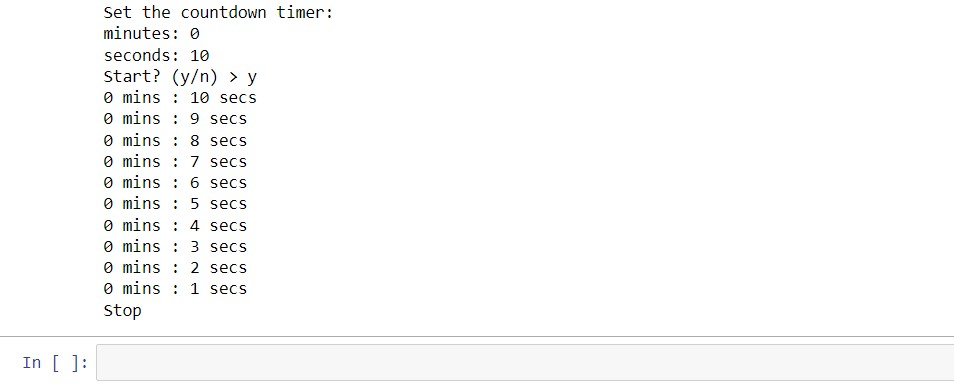 Set the countdown timer:
minutes: 0
seconds: 10
Start? (y/n) > y
0 mins : 10 secs
0 mins : 9 secs
0 mins : 8 secs
0 mins : 7 secs
0 mins : 6 secs
0 mins : 5 secs
0 mins : 4 secs
0 mins : 3 secs
0 mins : 2 secs
0 mins : 1 secs
Stop
In [ ]: